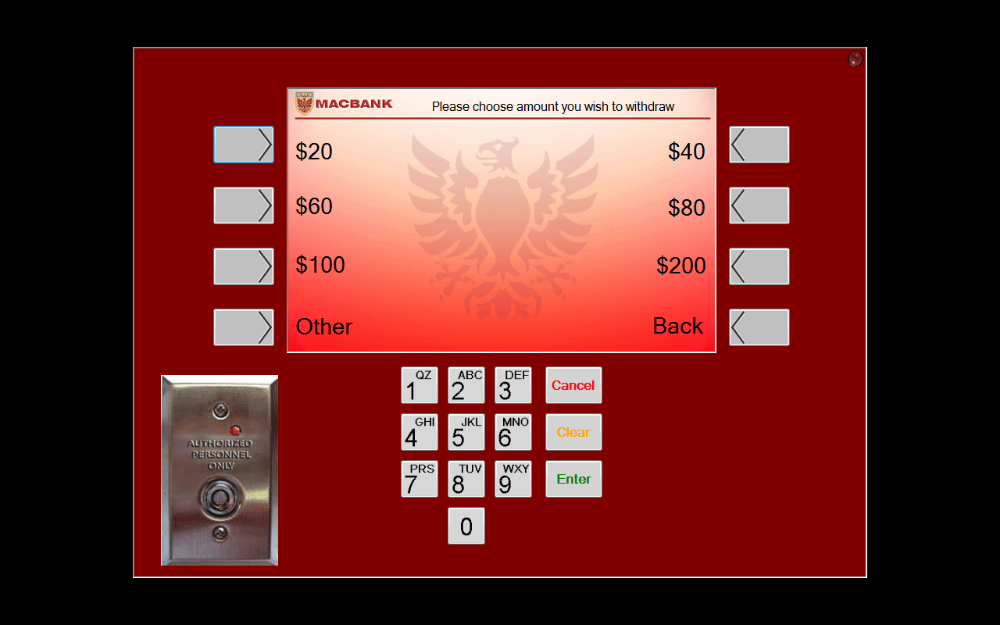 MACBANK
Please choose amount you wish to withdraw
$20
$40
$60
$80
$100
$200
Other
Back
QZ
1
ABC
2
DEF
3
Cancel
GHI
4
JKL
5
MNO
6
Clear
PRS
7
TUV
8
WXY
9
Enter
0
AUTHORIZED
PERSONNEL
ONLY